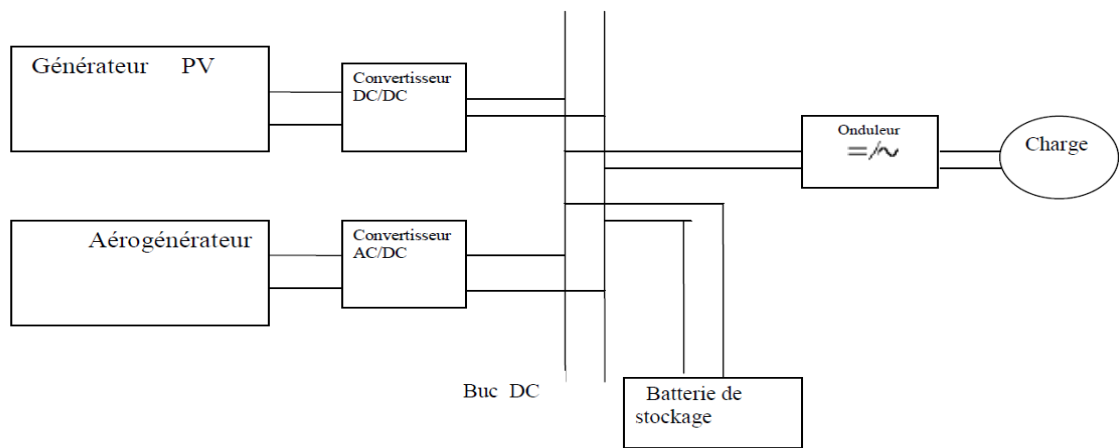 Générateur PV
Convertisseur
DC/DC
Onduleur
=/~
Charge
Aérogénérateur
Convertisseur
AC/DC
Buc DC
Batterie de
stockage